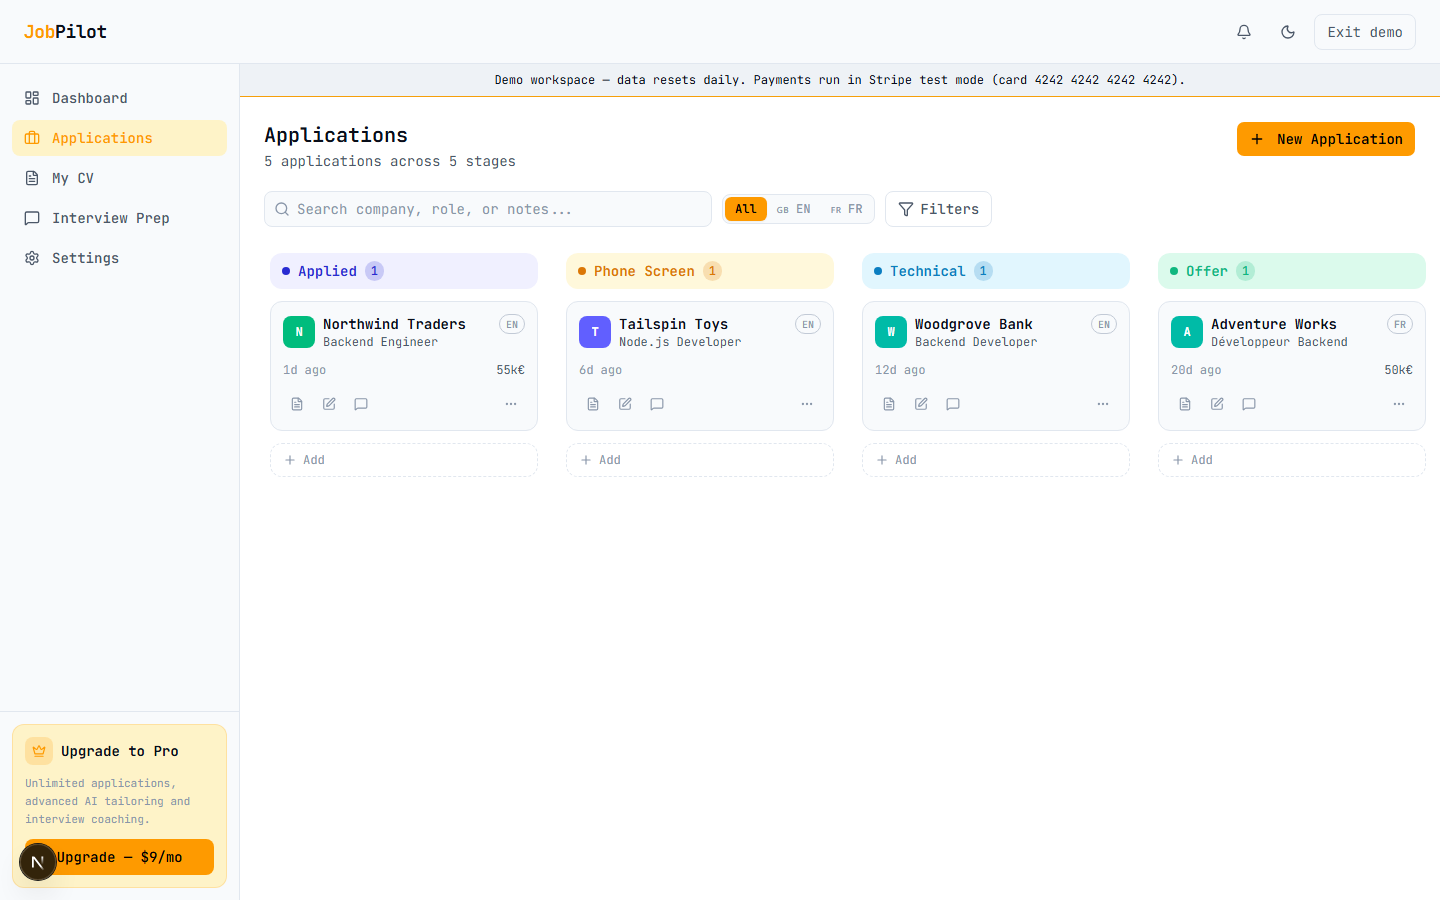 JobPilot
Exit demo
Dashboard
Applications
My CV
Interview Prep
Settings
Upgrade to Pro
Unlimited applications,
advanced AI tailoring and
interview coaching.
Upgrade — $9/mo
N
Demo workspace — data resets daily. Payments run in Stripe test mode (card 4242 4242 4242 4242).
Applications
5 applications across 5 stages
New Application
Search company, role, or notes...
All
GB EN
FR FR
Filters
Applied 1
N
Northwind Traders
EN
Backend Engineer
1d ago
55k€
Add
Phone Screen 1
T
Tailspin Toys
EN
Node.js Developer
6d ago
Add
Technical 1
W
Woodgrove Bank
EN
Backend Developer
12d ago
Add
Offer 1
A
Adventure Works
FR
Développeur Backend
20d ago
50k€
Add